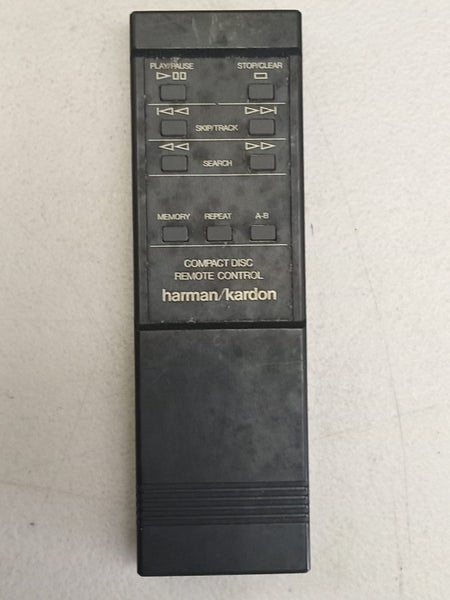 PLAY/PAUSE STOP/CLEAR
SKIP/TRACK
SEARCH
MEMORY REPEAT A-B
COMPACT DISC
REMOTE CONTROL
harman/kardon